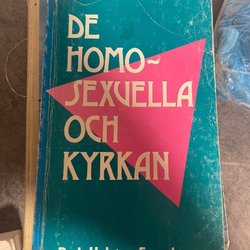 DE
HOMO-
SEXUELLA
OCH
KYRKAN